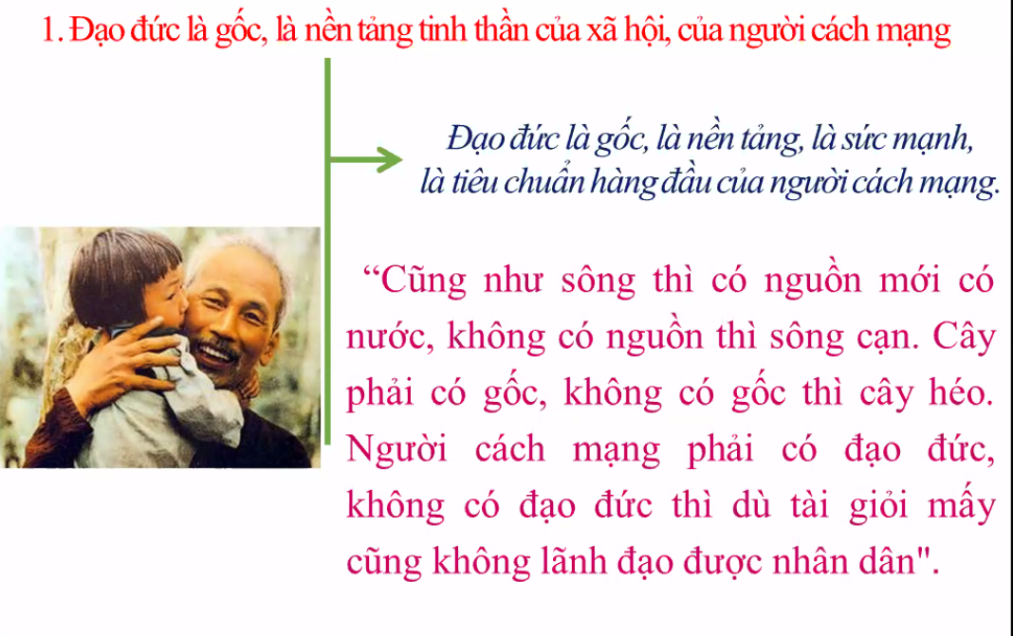 1. Đạo đức là gốc, là nền tảng tinh thần của xã hội, của người cách mạng
Đạo đức là gốc, là nền tảng, là sức mạnh,
là tiêu chuẩn hàng đầu của người cách mạng.
“Cũng như sông thì có nguồn mới có
nước, không có nguồn thì sông cạn. Cây
phải có gốc, không có gốc thì cây héo.
Người cách mạng phải có đạo đức,
không có đạo đức thì dù tài giỏi mấy
cũng không lãnh đạo được nhân dân".